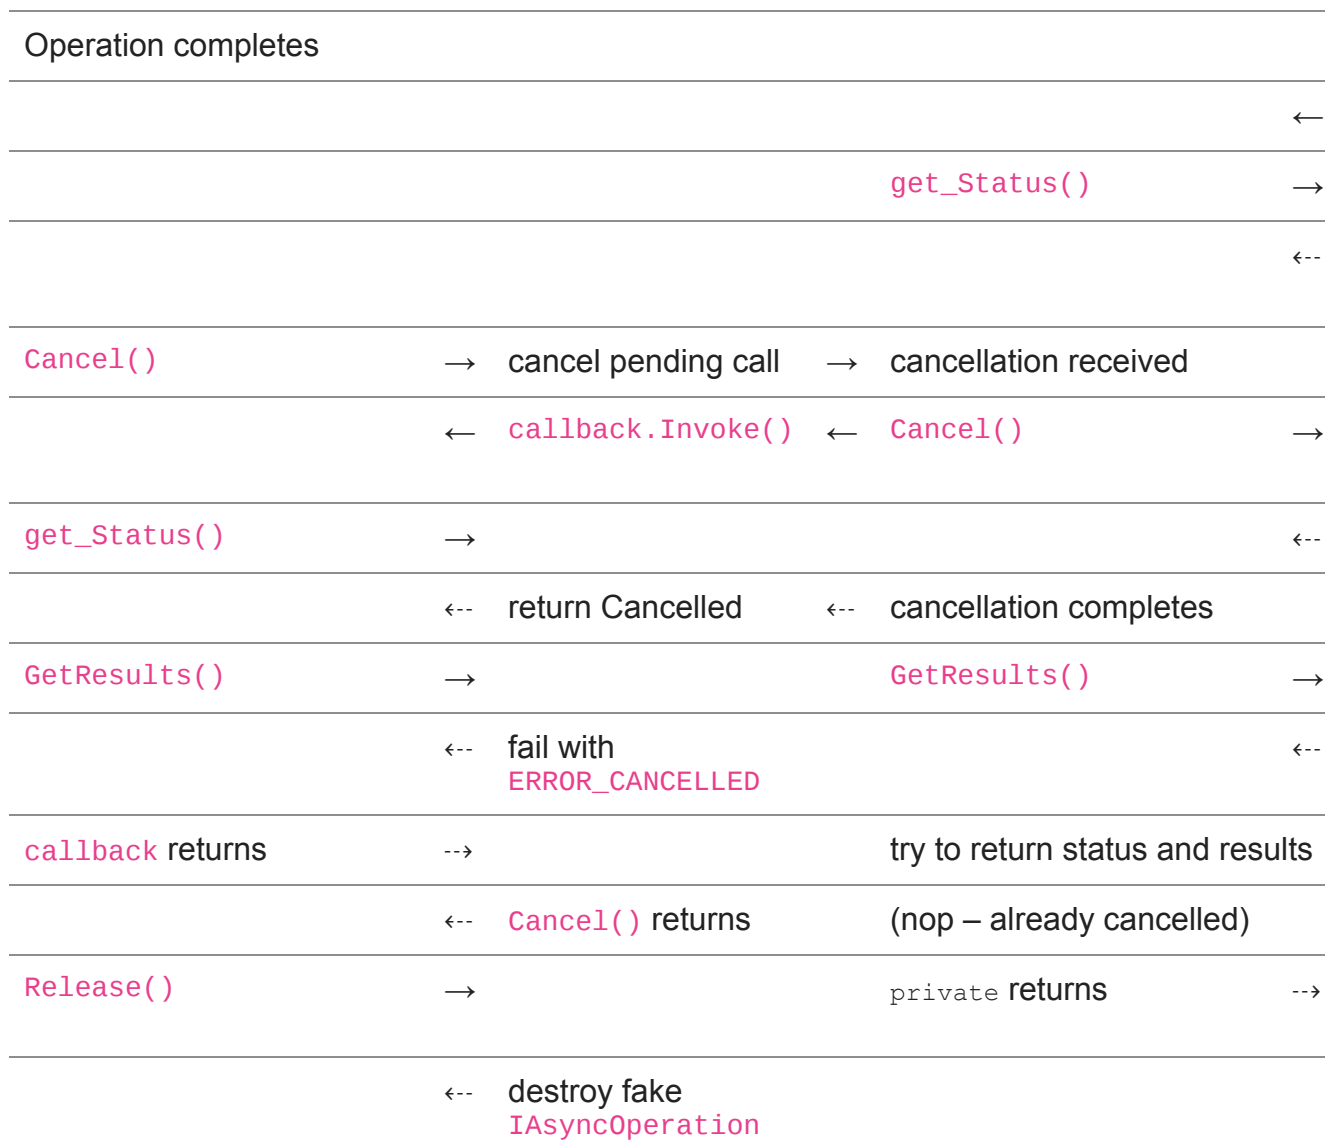 Operation completes
←
get_Status() →
⇠
Cancel() → cancel pending call → cancellation received
← callback.Invoke() ← Cancel() →
get_Status() → ⇠
⇠ return Cancelled ⇠ cancellation completes
GetResults() → GetResults() →
⇠ fail with ⇠
ERROR_CANCELLED
callback returns ⇢ try to return status and results
⇠ Cancel() returns (nop – already cancelled)
Release() → private returns ⇢
⇠ destroy fake
IAsyncOperation